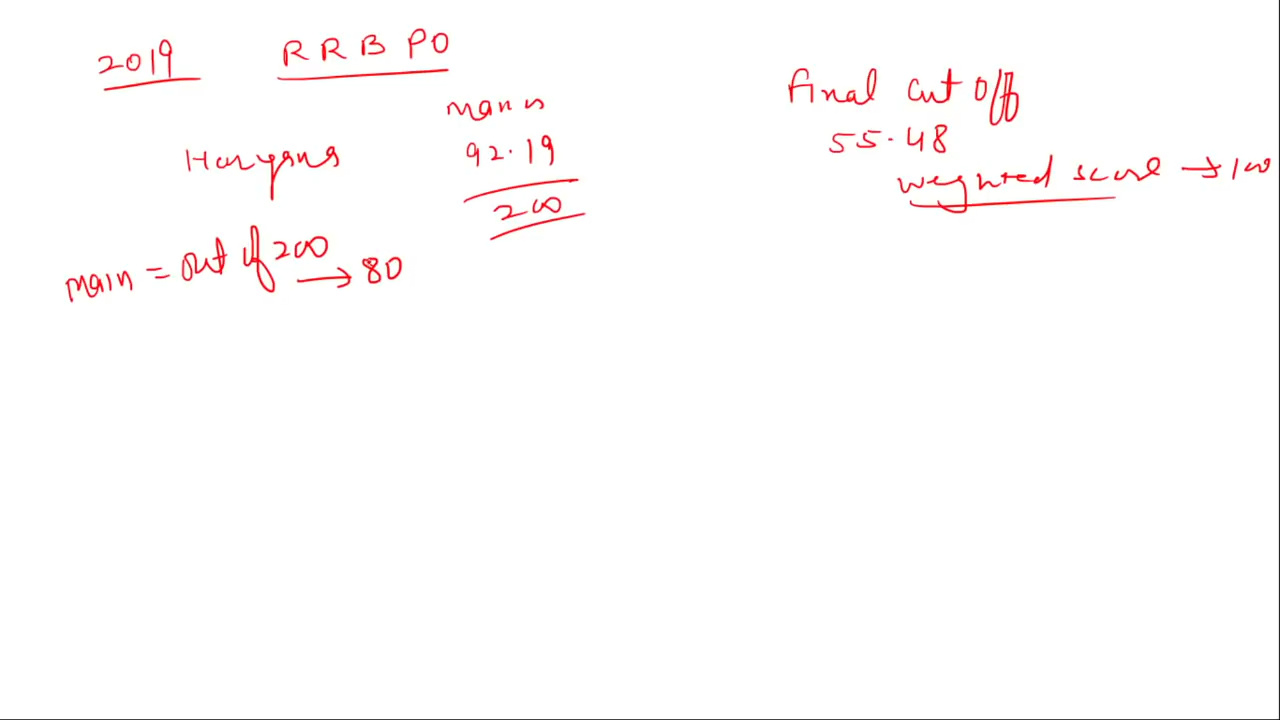 2019 RRB PO
mains
Haryana 92.19
200
main = out of 200
→ 80
final cut off
55.48
weighted score → 100